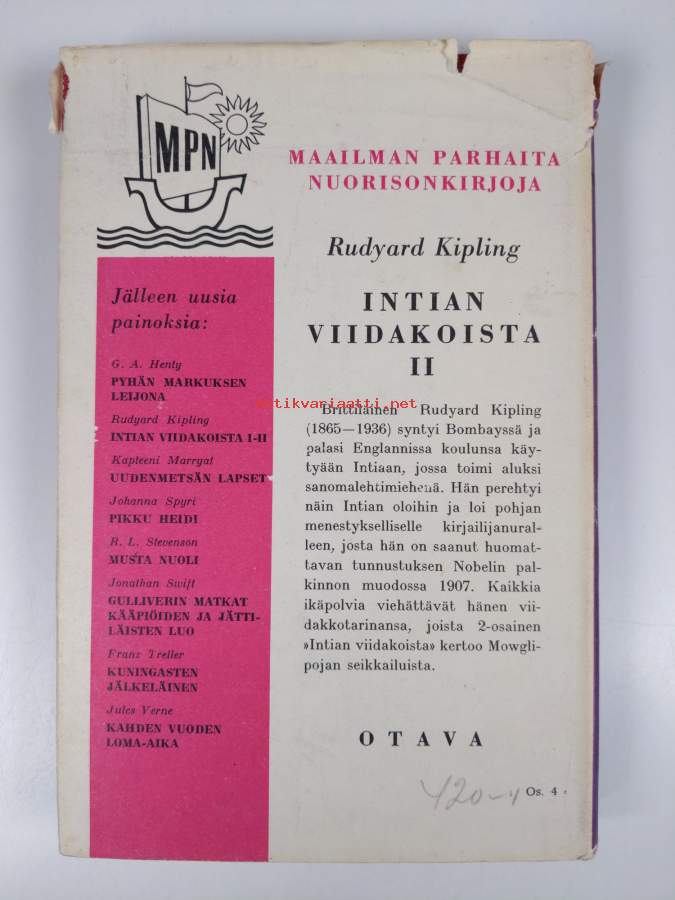 MPN
MAAILMAN PARHAITA
NUORISONKIRJOJA
Rudyard Kipling
INTIAN
VIIDAKOISTA
II
Brittiläinen Rudyard Kipling
(1865—1936) syntyi Bombayssä ja
palasi Englannissa koulunsa käy-
tyään Intiaan, jossa toimi aluksi
sanomalehtimiehenä. Hän perehtyi
näin Intian oloihin ja loi pohjan
menestykselliselle kirjailijanural-
leen, josta hän on saanut huomat-
tavan tunnustuksen Nobelin pal-
kinnon muodossa 1907. Kaikkia
ikäpolvia viehättävät hänen vii-
dakkotarinansa, joista 2-osainen
»Intian viidakoista» kertoo Mowgli-
pojan seikkailuista.
OTAVA
420-
Os. 4
Jälleen uusia
painoksia:
G. A. Henty
PYHÄN MARKUKSEN
LEIJONA
Rudyard Kipling
INTIAN VIIDAKOISTA I-II
Kapteeni Marryat
UUDENMETSÄN LAPSET
Johanna Spyri
PIKKU HEIDI
R. L. Stevenson
MUSTA NUOLI
Jonathan Swift
GULLIVERIN MATKAT
KÄÄPIÖIDEN JA JÄTTI-
LÄISTEN LUO
Franz Treller
KUNINGASTEN
JÄLKELÄINEN
Jules Verne
KAHDEN VUODEN
LOMA-AIKA
antikvariaatti.net